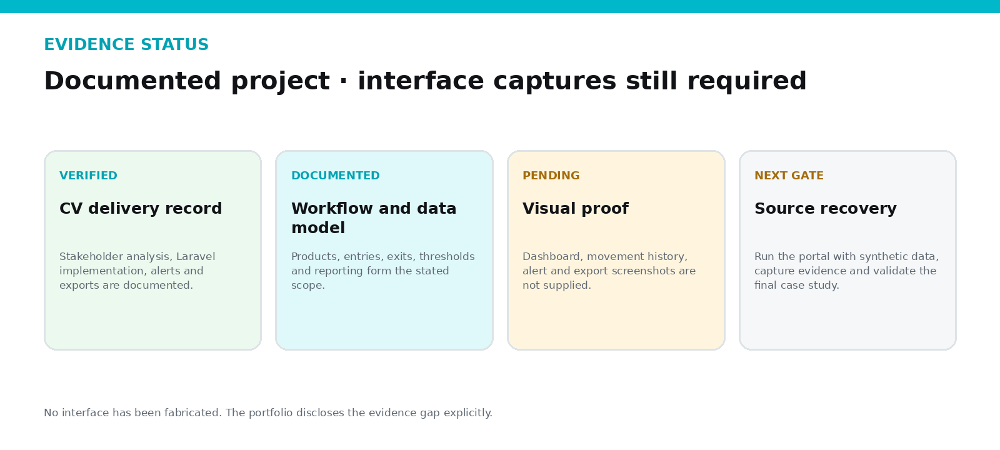 EVIDENCE STATUS
Documented project · interface captures still required
VERIFIED
CV delivery record
Stakeholder analysis, Laravel
implementation, alerts and
exports are documented.
DOCUMENTED
Workflow and data
model
Products, entries, exits, thresholds
and reporting form the stated
scope.
PENDING
Visual proof
Dashboard, movement history,
alert and export screenshots are
not supplied.
NEXT GATE
Source recovery
Run the portal with synthetic data,
capture evidence and validate the
final case study.
No interface has been fabricated. The portfolio discloses the evidence gap explicitly.